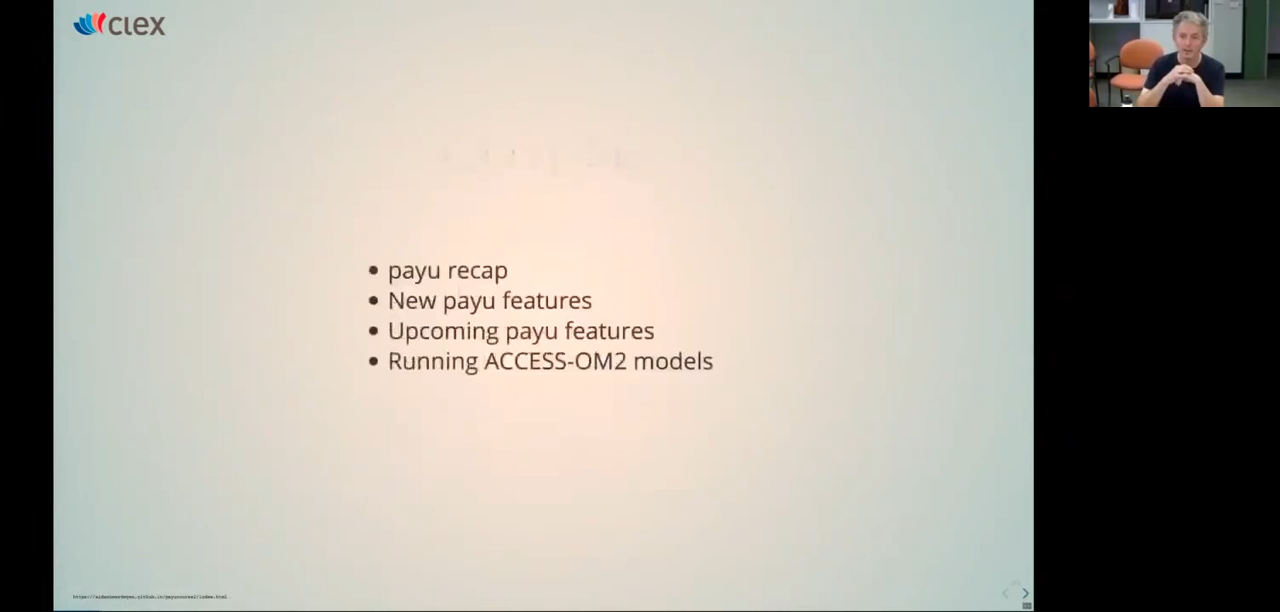 clex
payu recap
New payu features
Upcoming payu features
Running ACCESS-OM2 models